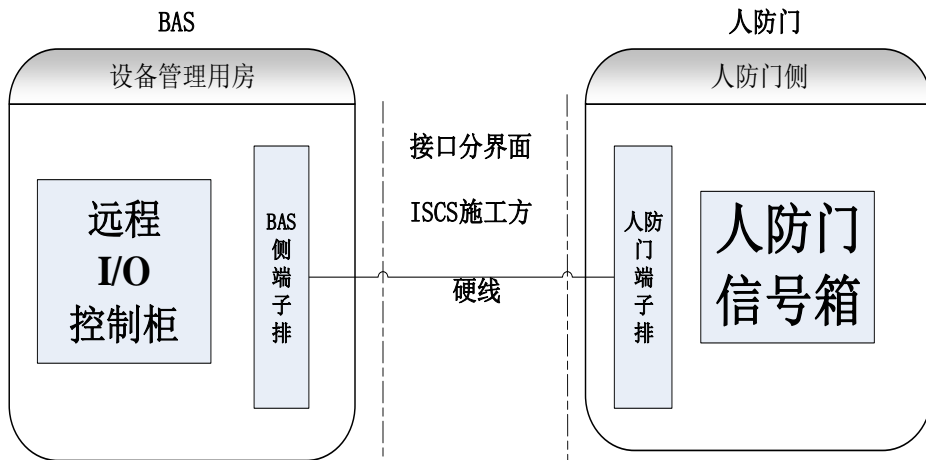 BAS
人防门
设备管理用房
人防门侧
接口分界面
ISCS施工方
硬线
远程
I/O
控制柜
BAS
侧
端
子
排
人防
门
端
子
排
人防门
信号箱